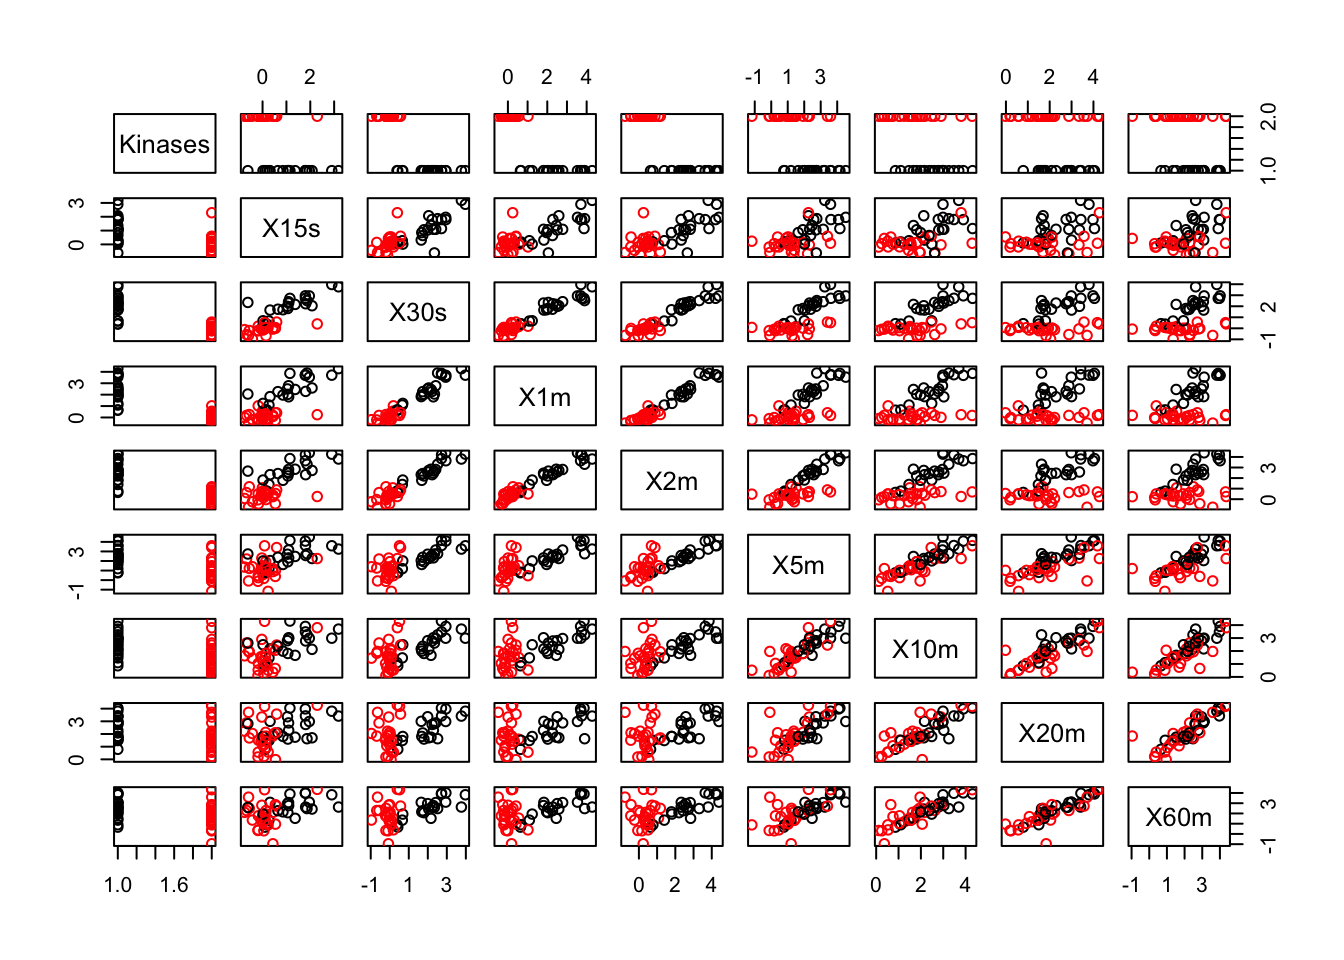 0 2 0 2 4 -1 1 3 0 2 4
Kinases 1.0 2.0
0 3 X15s
X30s -1 2
0 3 X1m
X2m 0 3
-1 3 X5m
X10m 0 3
0 3 X20m
X60m -1 3
1.0 1.6 -1 1 3 0 2 4 0 2 4 -1 1 3